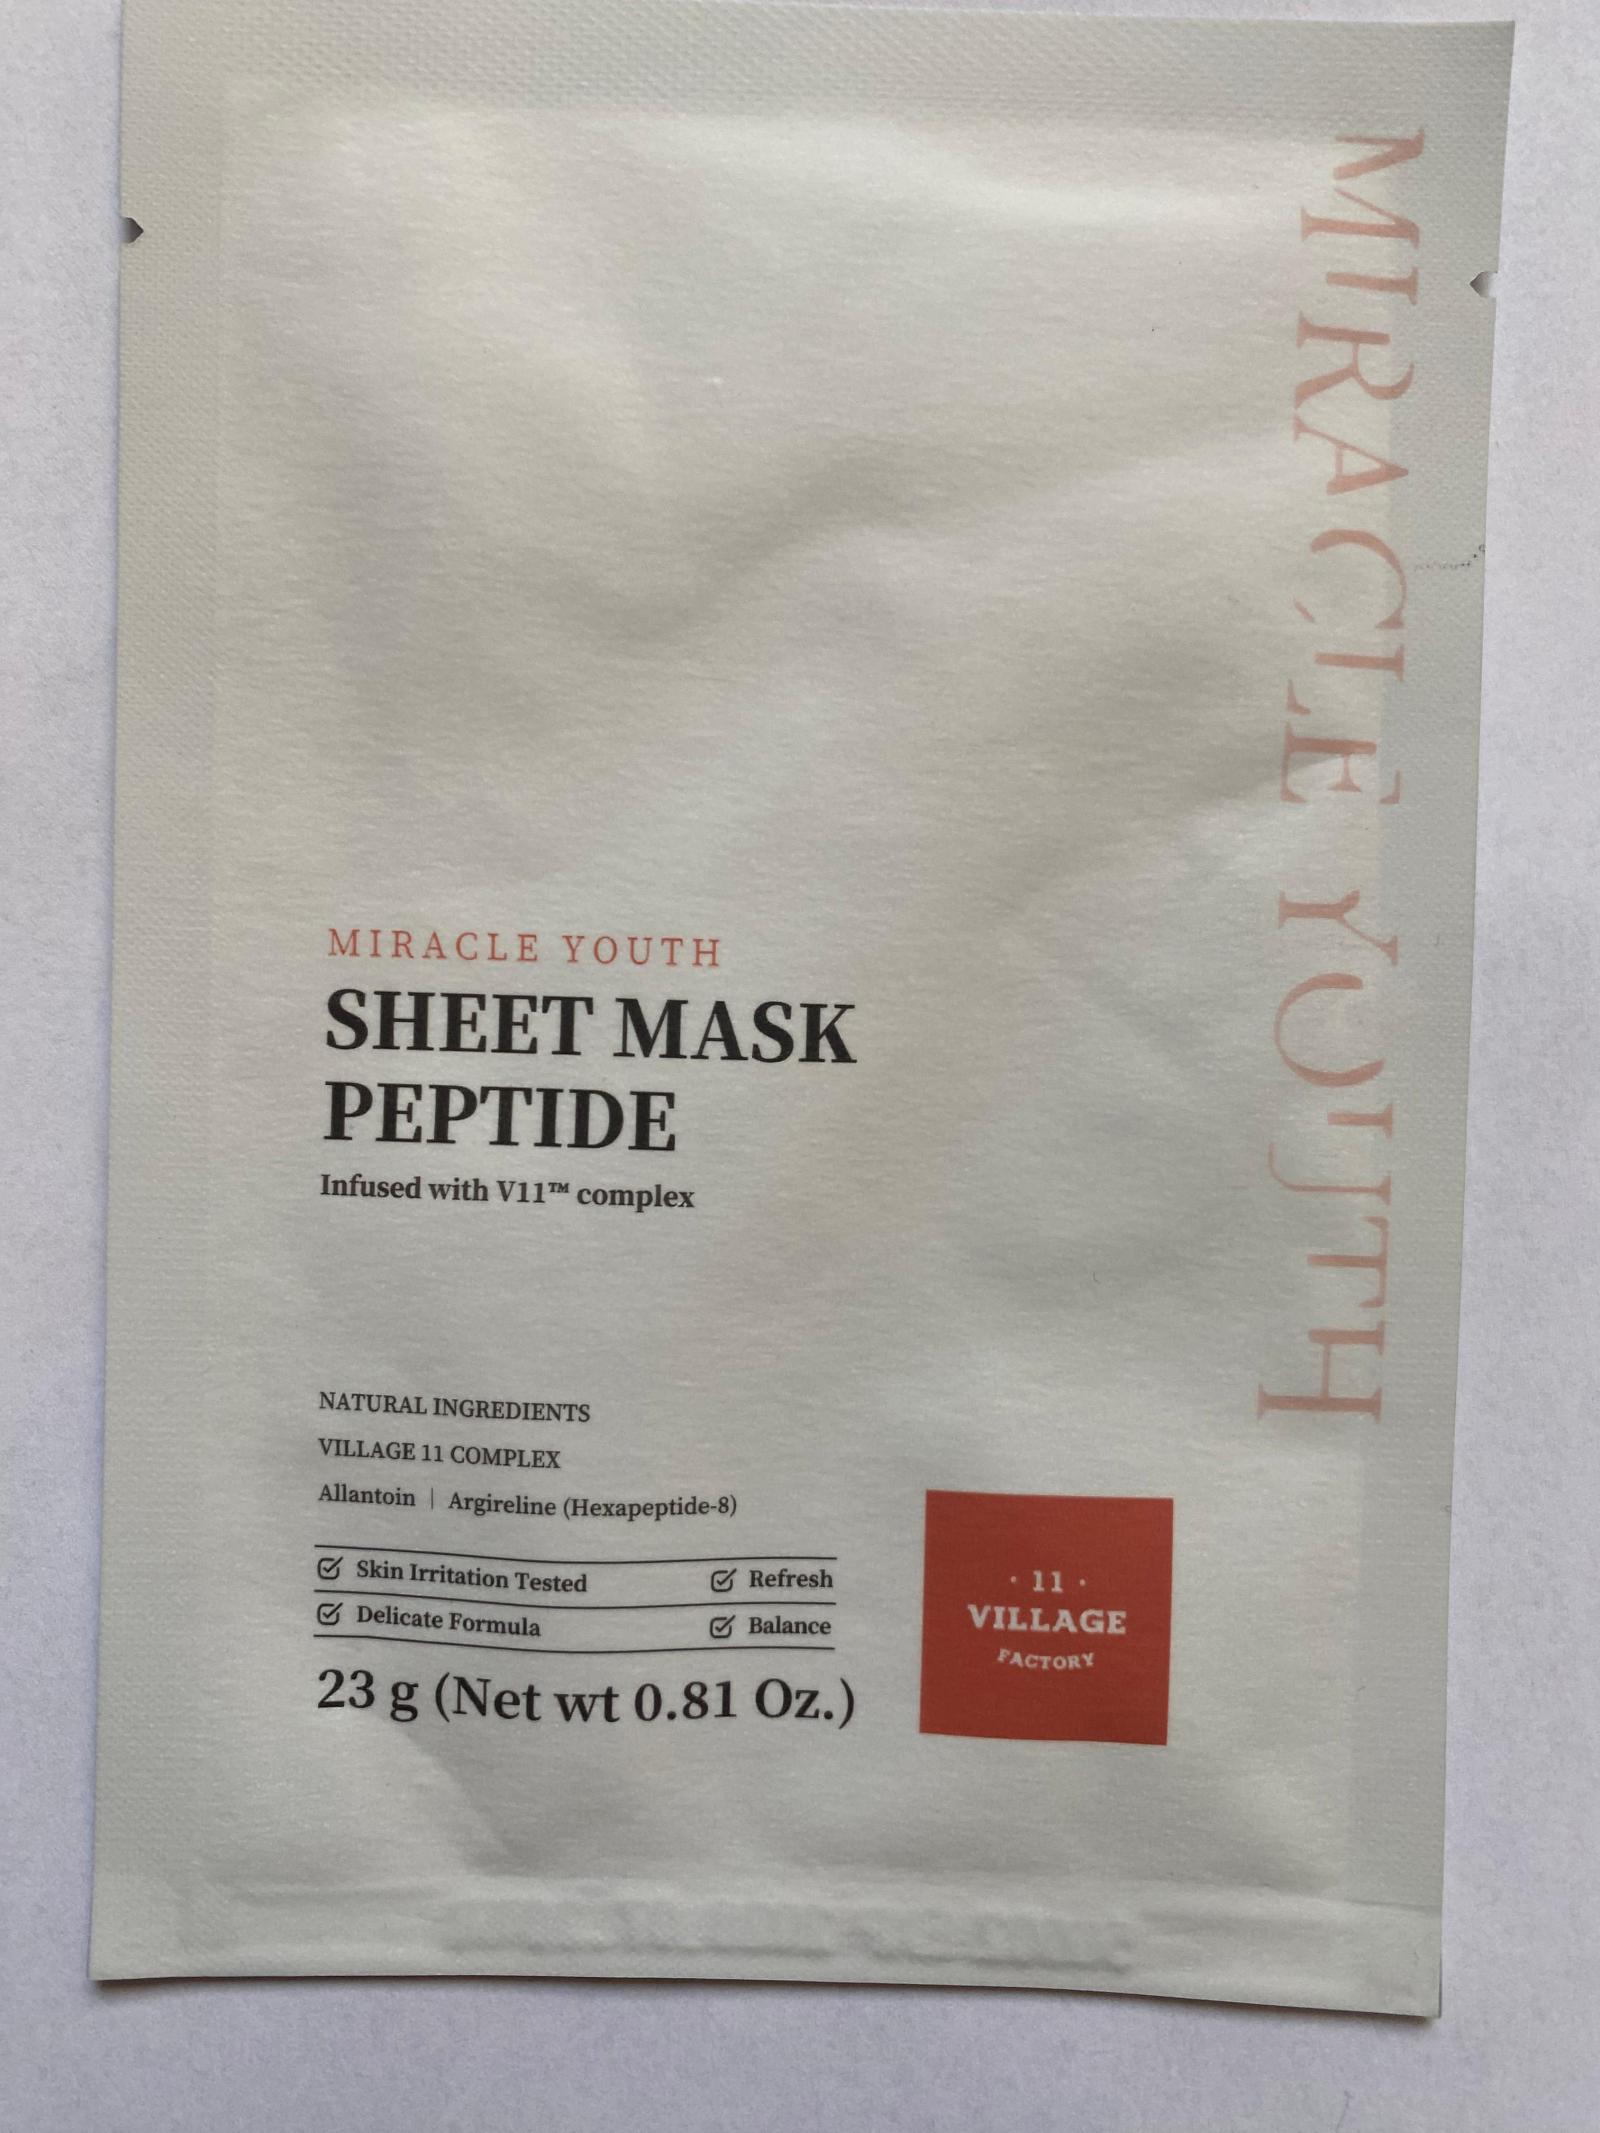 MIRACLE YOUTH
MIRACLE YOUTH
SHEET MASK
PEPTIDE
Infused with V11™ complex
NATURAL INGREDIENTS
VILLAGE 11 COMPLEX
Allantoin | Argireline (Hexapeptide-8)
Skin Irritation Tested Refresh
Delicate Formula Balance
23 g (Net wt 0.81 Oz.)
· 11 ·
VILLAGE
FACTORY